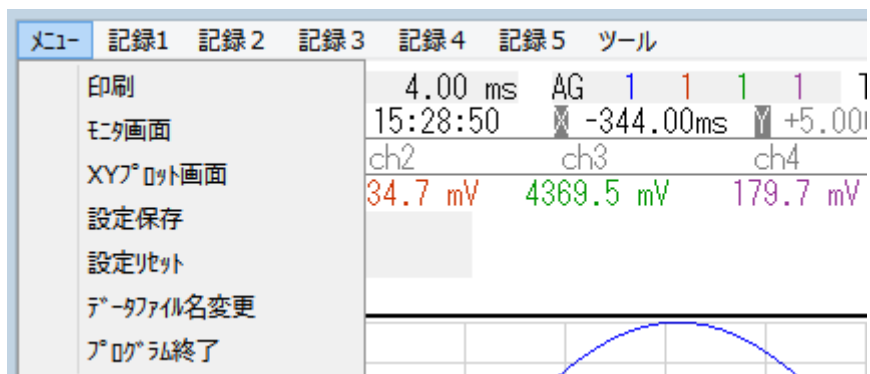 ﾒﾆｭｰ 記録1 記録２ 記録３ 記録４ 記録５ ツール
印刷
4.00 ms AG 1 1 1 1
ﾓﾆﾀ画面
15:28:50 X -344.00ms Y +5.00
XYﾌﾟﾛｯﾄ画面
ch2 ch3 ch4
34.7 mV 4369.5 mV 179.7 mV
設定保存
設定ﾘｾｯﾄ
ﾃﾞｰﾀﾌｧｲﾙ名変更
ﾌﾟﾛｸﾞﾗﾑ終了